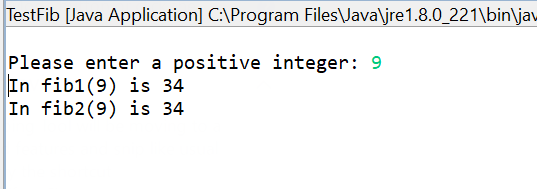 TestFib [Java Application] C:\Program Files\Java\jre1.8.0_221\bin\jav
Please enter a positive integer: 9
In fib1(9) is 34
In fib2(9) is 34